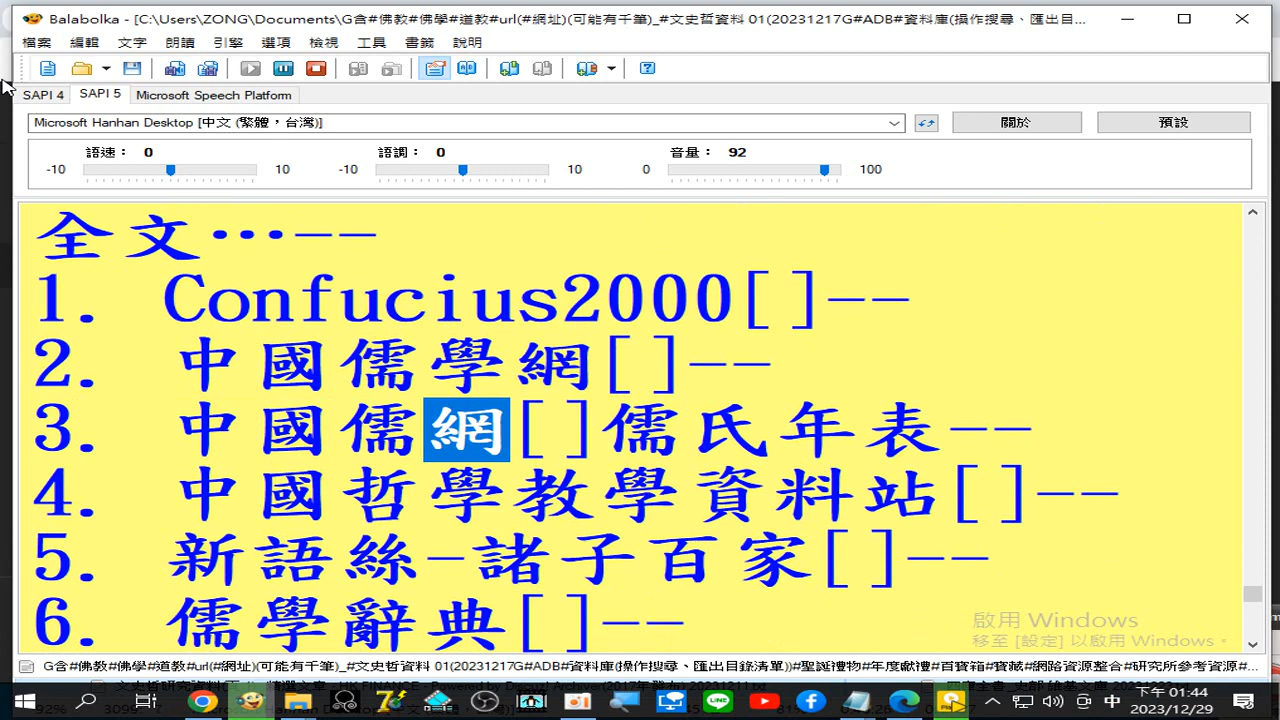 Balabolka - [C:\Users\ZONG\Documents\G含#佛教#佛學#道教#url(#網址)(可能有千筆)_#文史哲資料 01(20231217G#ADB#資料庫(操作搜尋、匯出目...
檔案 編輯 文字 朗讀 引擎 選項 檢視 工具 書籤 說明
SAPI 4 SAPI 5 Microsoft Speech Platform
Microsoft Hanhan Desktop [中文 (繁體，台灣)] 關於 預設
語速： 0 語調： 0 音量： 92
-10 10 -10 10 0 100
全文…--
1. Confucius2000[]--
2. 中國儒學網[]--
3. 中國儒網[]儒氏年表--
4. 中國哲學教學資料站[]--
5. 新語絲-諸子百家[]--
6. 儒學辭典[]--
啟用 Windows
移至 [設定] 以啟用 Windows。
G含#佛教#佛學#道教#url(#網址)(可能有千筆)_#文史哲資料 01(20231217G#ADB#資料庫(操作搜尋、匯出目錄清單))#聖誕禮物#年度獻禮#百寶箱#寶藏#網路資源整合#研究所參考資源#...
中 下午 01:44
2023/12/29